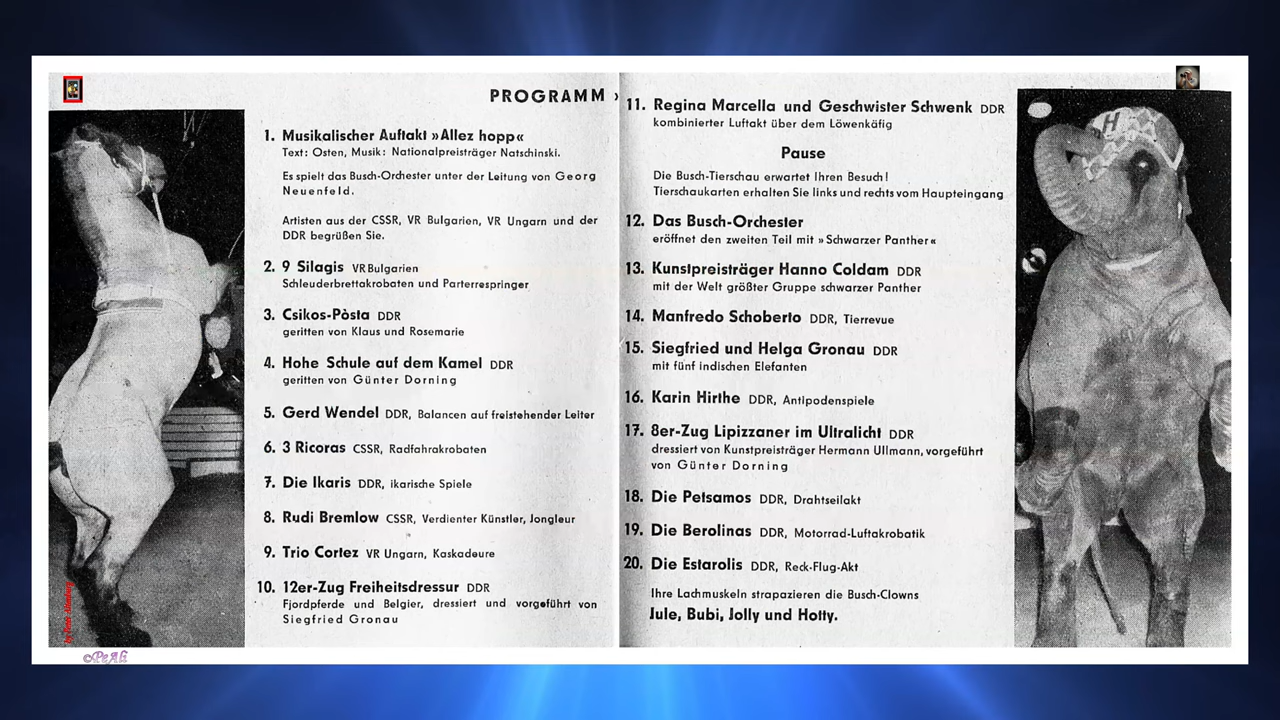 PROGRAMM ›
1. Musikalischer Auftakt »Allez hopp«
Text: Osten, Musik: Nationalpreisträger Natschinski.
Es spielt das Busch-Orchester unter der Leitung von Georg
Neuenfeld.
Artisten aus der CSSR, VR Bulgarien, VR Ungarn und der
DDR begrüßen Sie.
2. 9 Silagis VR Bulgarien
Schleuderbrettakrobaten und Parterrespringer
3. Csikos-Pòsta DDR
geritten von Klaus und Rosemarie
4. Hohe Schule auf dem Kamel DDR
geritten von Günter Dorning
5. Gerd Wendel DDR, Balancen auf freistehender Leiter
6. 3 Ricoras CSSR, Radfahrakrobaten
7. Die Ikaris DDR, ikarische Spiele
8. Rudi Bremlow CSSR, Verdienter Künstler, Jongleur
9. Trio Cortez VR Ungarn, Kaskadeure
10. 12er-Zug Freiheitsdressur DDR
Fjordpferde und Belgier, dressiert und vorgeführt von
Siegfried Gronau
11. Regina Marcella und Geschwister Schwenk DDR
kombinierter Luftakt über dem Löwenkäfig
Pause
Die Busch-Tierschau erwartet Ihren Besuch!
Tierschaukarten erhalten Sie links und rechts vom Haupteingang
12. Das Busch-Orchester
eröffnet den zweiten Teil mit »Schwarzer Panther«
13. Kunstpreisträger Hanno Coldam DDR
mit der Welt größter Gruppe schwarzer Panther
14. Manfredo Schoberto DDR, Tierrevue
15. Siegfried und Helga Gronau DDR
mit fünf indischen Elefanten
16. Karin Hirthe DDR, Antipodenspiele
17. 8er-Zug Lipizzaner im Ultralicht DDR
dressiert von Kunstpreisträger Hermann Ullmann, vorgeführt
von Günter Dorning
18. Die Petsamos DDR, Drahtseilakt
19. Die Berolinas DDR, Motorrad-Luftakrobatik
20. Die Estarolis DDR, Reck-Flug-Akt
Ihre Lachmuskeln strapazieren die Busch-Clowns
Jule, Bubi, Jolly und Hotty.
©PeAli